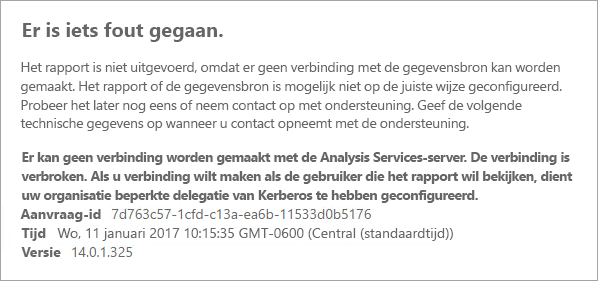 Er is iets fout gegaan.
Het rapport is niet uitgevoerd, omdat er geen verbinding met de gegevensbron kan worden
gemaakt. Het rapport of de gegevensbron is mogelijk niet op de juiste wijze geconfigureerd.
Probeer het later nog eens of neem contact op met ondersteuning. Geef de volgende
technische gegevens op wanneer u contact opneemt met de ondersteuning.
Er kan geen verbinding worden gemaakt met de Analysis Services-server. De verbinding is
verbroken. Als u verbinding wilt maken als de gebruiker die het rapport wil bekijken, dient
uw organisatie beperkte delegatie van Kerberos te hebben geconfigureerd.
Aanvraag-id 7d763c57-1cfd-c13a-ea6b-11533d0b5176
Tijd Wo, 11 januari 2017 10:15:35 GMT-0600 (Central (standaardtijd))
Versie 14.0.1.325